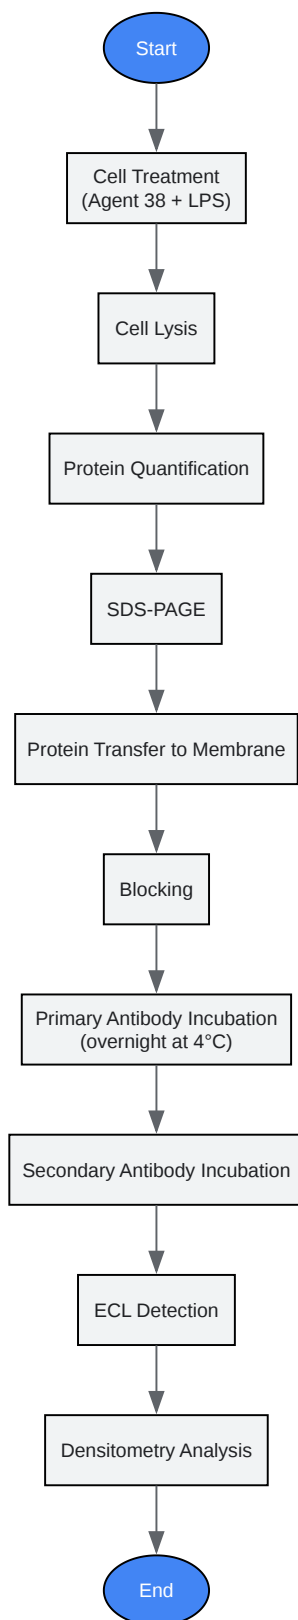 Start
Cell Treatment
(Agent 38 + LPS)
Cell Lysis
Protein Quantification
SDS-PAGE
Protein Transfer to Membrane
Blocking
Primary Antibody Incubation
(overnight at 4°C)
Secondary Antibody Incubation
ECL Detection
Densitometry Analysis
End